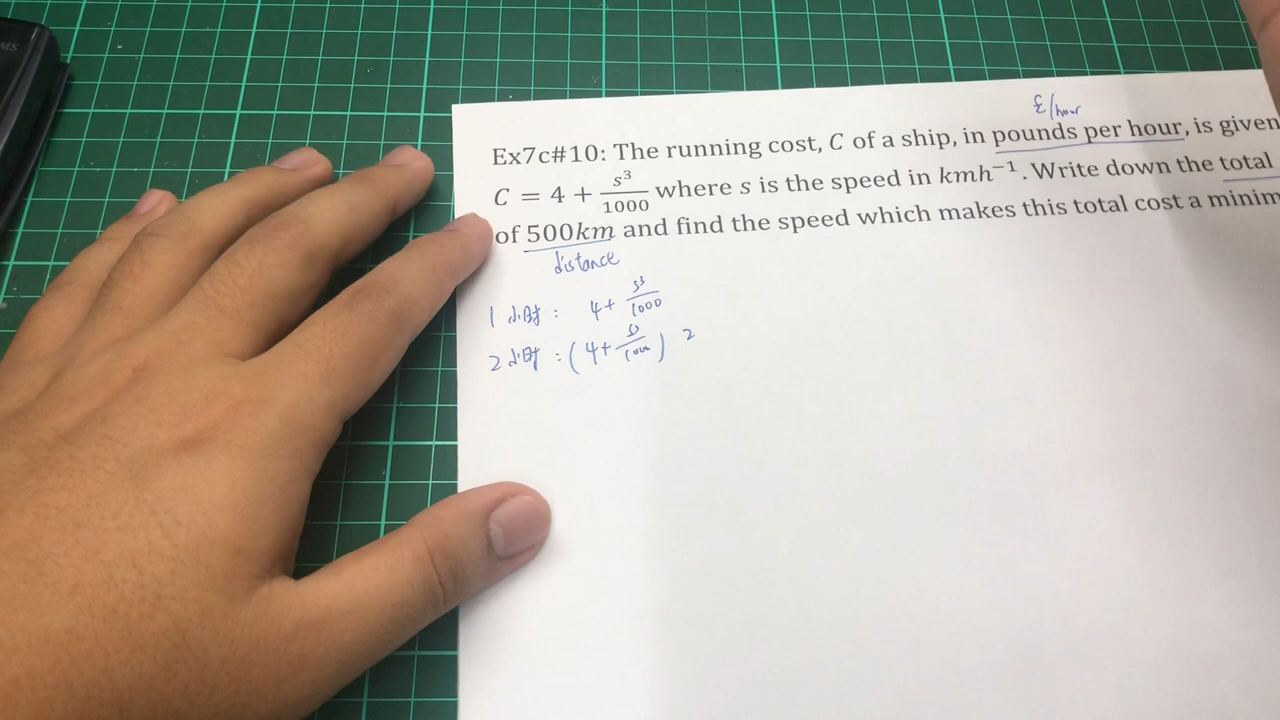 £/hour
Ex7c#10: The running cost, C of a ship, in pounds per hour, is given
C = 4 + s³/1000 where s is the speed in kmh⁻¹. Write down the total
of 500km and find the speed which makes this total cost a minim
distance
1小时: 4+ s³/1000
2小时: (4+ s³/1000) 2